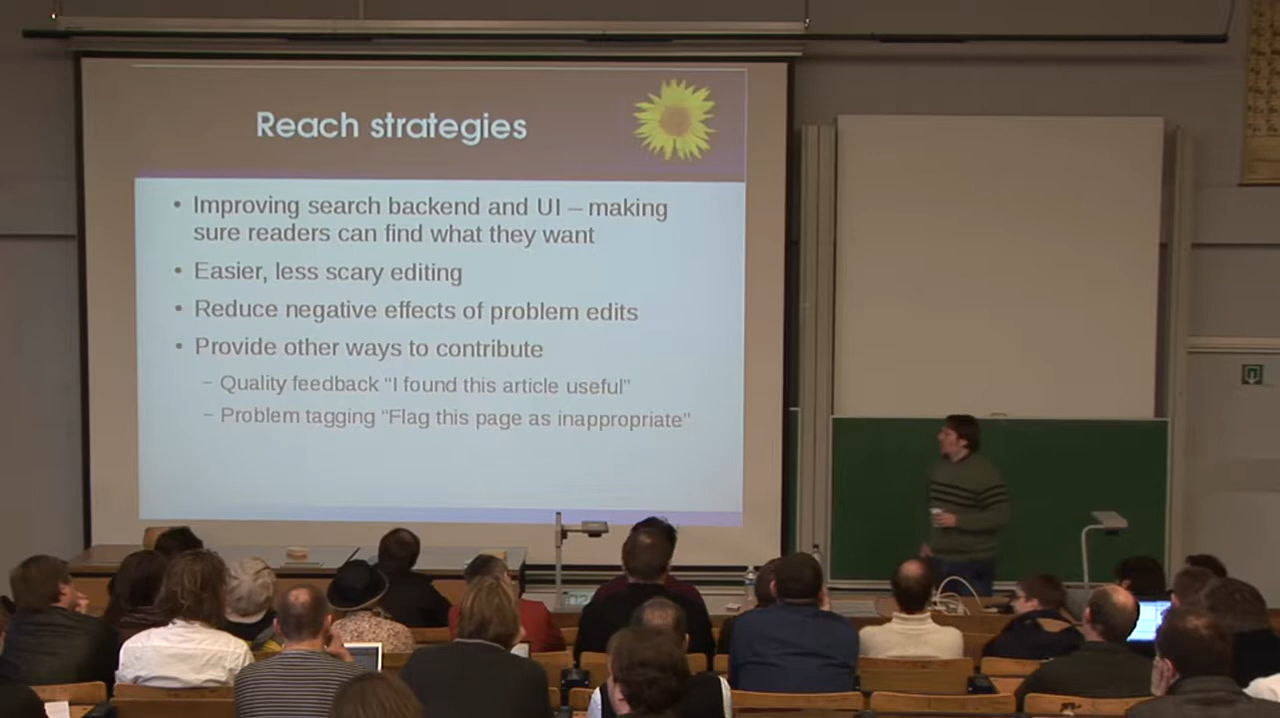 Reach strategies
• Improving search backend and UI – making
sure readers can find what they want
• Easier, less scary editing
• Reduce negative effects of problem edits
• Provide other ways to contribute
– Quality feedback “I found this article useful”
– Problem tagging “Flag this page as inappropriate”